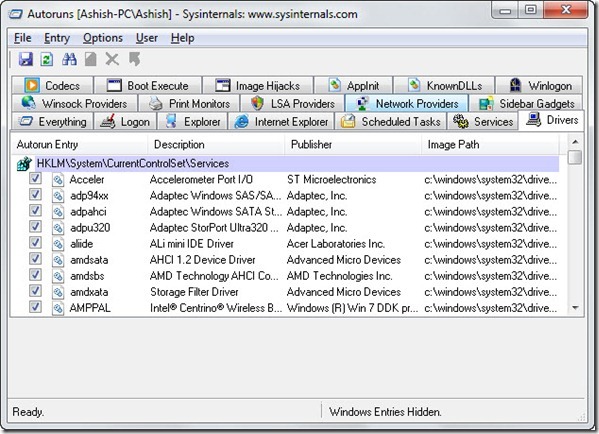 Autoruns [Ashish-PC\Ashish] - Sysinternals: www.sysinternals.com
File Entry Options User Help
Codecs Boot Execute Image Hijacks AppInit KnownDLLs Winlogon
Winsock Providers Print Monitors LSA Providers Network Providers Sidebar Gadgets
Everything Logon Explorer Internet Explorer Scheduled Tasks Services Drivers
Autorun Entry Description Publisher Image Path
HKLM\System\CurrentControlSet\Services
Acceler Accelerometer Port I/O ST Microelectronics c:\windows\system32\drive...
adp94xx Adaptec Windows SAS/SA... Adaptec, Inc. c:\windows\system32\drive...
adpahci Adaptec Windows SATA St... Adaptec, Inc. c:\windows\system32\drive...
adpu320 Adaptec StorPort Ultra320 ... Adaptec, Inc. c:\windows\system32\drive...
aliide ALi mini IDE Driver Acer Laboratories Inc. c:\windows\system32\drive...
amdsata AHCI 1.2 Device Driver Advanced Micro Devices c:\windows\system32\drive...
amdsbs AMD Technology AHCI Co... AMD Technologies Inc. c:\windows\system32\drive...
amdxata Storage Filter Driver Advanced Micro Devices c:\windows\system32\drive...
AMPPAL Intel® Centrino® Wireless B... Windows (R) Win 7 DDK pr... c:\windows\system32\drive...
Ready. Windows Entries Hidden.